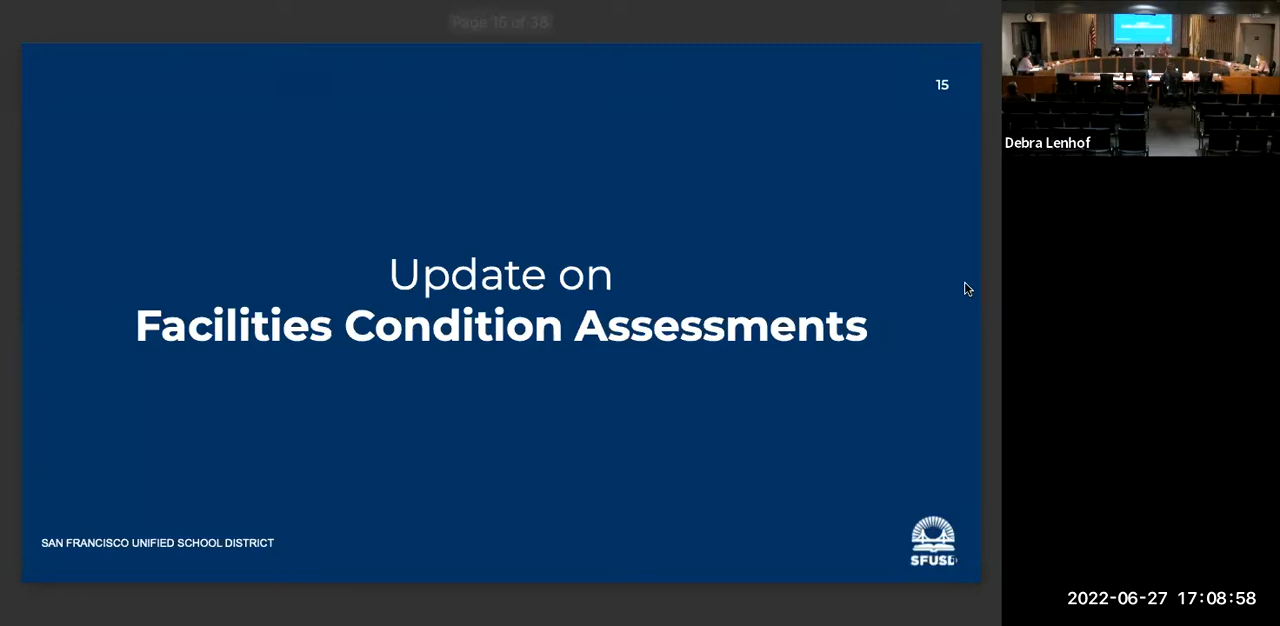 Page 15 of 38
15
Update on
Facilities Condition Assessments
SAN FRANCISCO UNIFIED SCHOOL DISTRICT
SFUSD
Debra Lenhof
2022-06-27 17:08:58